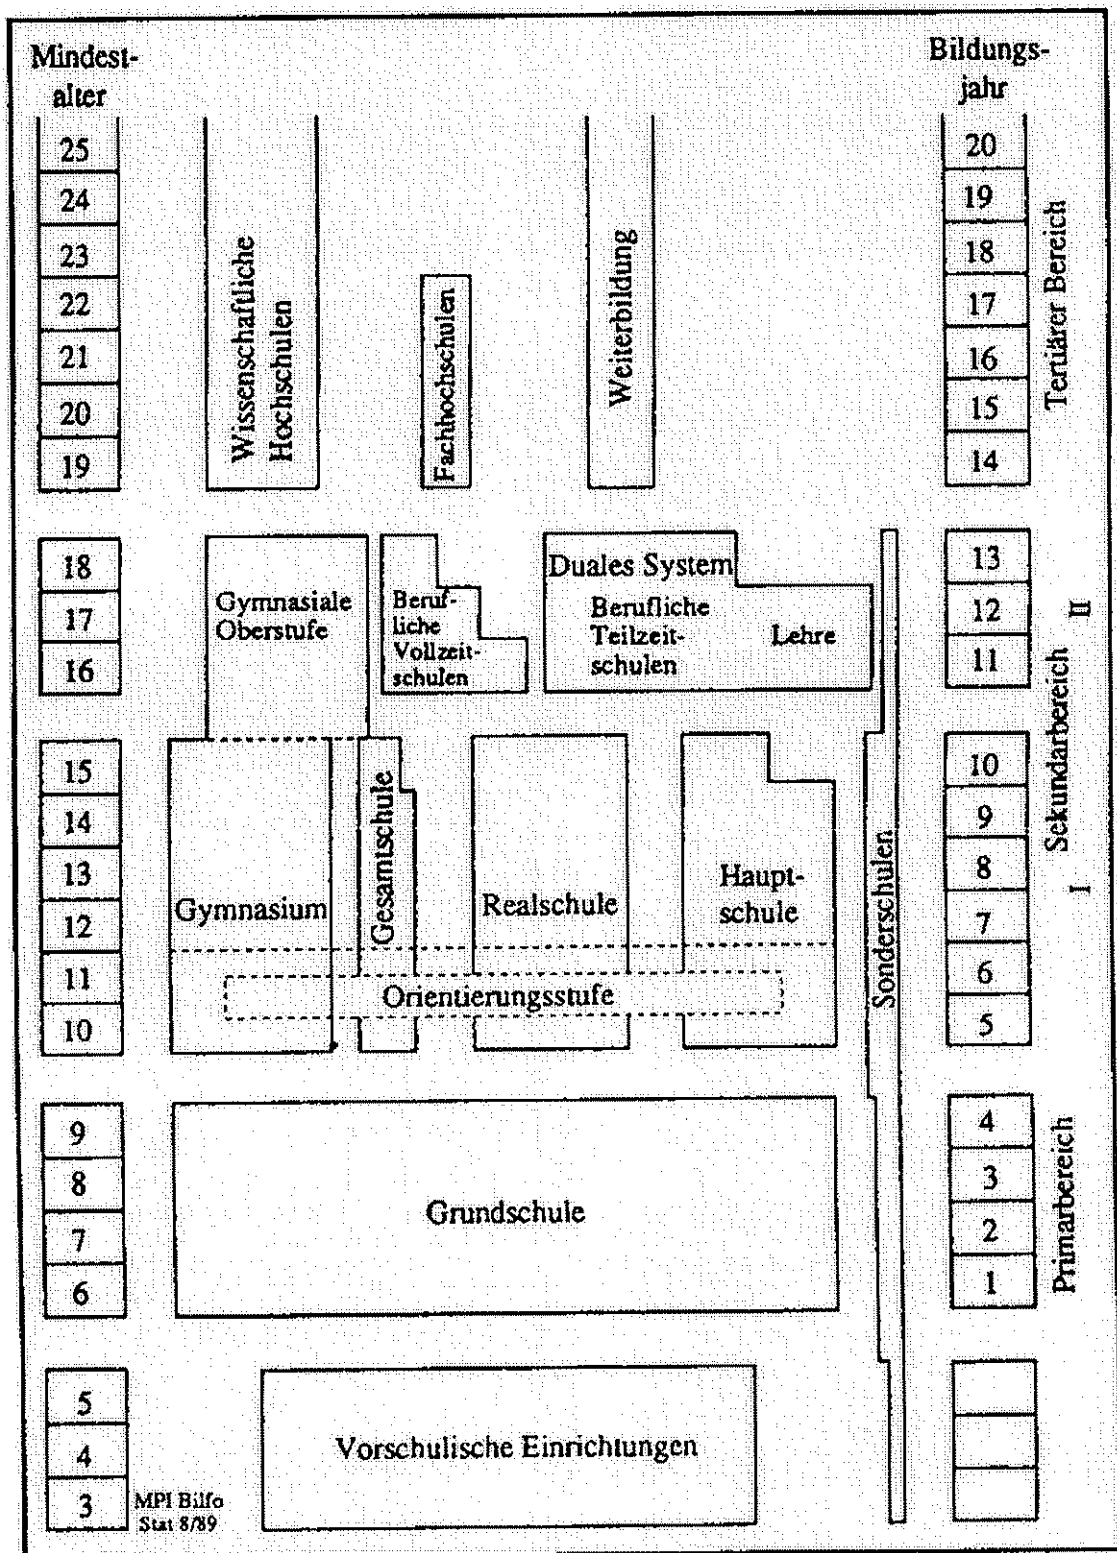 Mindest-
alter
Bildungs-
jahr
25
24
23
22
21
20
19
Wissenschaftliche
Hochschulen
Fachhochschulen
Weiterbildung
20
19
18
17
16
15
14
Tertiärer Bereich
18
17
16
Gymnasiale
Oberstufe
Beruf-
liche
Vollzeit-
schulen
Duales System
Berufliche
Teilzeit-
schulen
Lehre
13
12
11
II
Sekundarbereich
I
15
14
13
12
11
10
Gymnasium
Gesamtschule
Realschule
Haupt-
schule
Orientierungsstufe
Sonderschulen
10
9
8
7
6
5
9
8
7
6
Grundschule
4
3
2
1
Primarbereich
5
4
3
Vorschulische Einrichtungen
MPI Bilfo
Stat 8/89